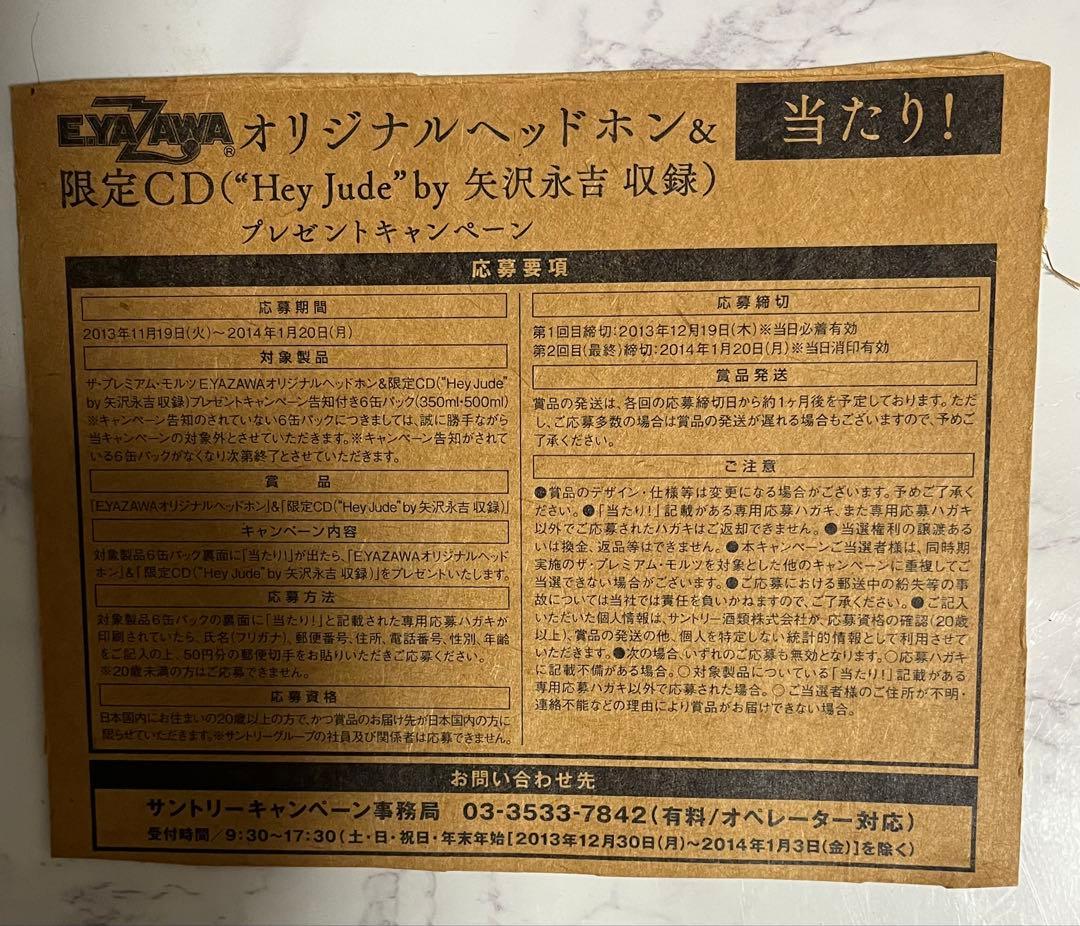 E.YAZAWA® オリジナルヘッドホン&
当たり!
限定CD("Hey Jude"by 矢沢永吉 収録)
プレゼントキャンペーン
応募要項
応募期間
2013年11月19日(火)〜2014年1月20日(月)
対象製品
ザ・プレミアム・モルツE.YAZAWAオリジナルヘッドホン&限定CD("Hey Jude"
by 矢沢永吉 収録)プレゼントキャンペーン告知付き6缶パック(350ml・500ml)
※キャンペーン告知のされていない6缶パックにつきましては、誠に勝手ながら
当キャンペーンの対象外とさせていただきます。※キャンペーン告知がされて
いる6缶パックがなくなり次第終了とさせていただきます。
賞 品
「E.YAZAWAオリジナルヘッドホン」&「限定CD("Hey Jude"by 矢沢永吉 収録)」
キャンペーン内容
対象製品6缶パック裏面に「当たり!」が出たら、「E.YAZAWAオリジナルヘッド
ホン」&「限定CD("Hey Jude"by 矢沢永吉 収録)」をプレゼントいたします。
応募方法
対象製品6缶パックの裏面に「当たり!」と記載された専用応募ハガキが
印刷されていたら、氏名(フリガナ)、郵便番号、住所、電話番号、性別、年齢
をご記入の上、50円分の郵便切手をお貼りいただきご応募ください。
※20歳未満の方はご応募できません。
応募資格
日本国内にお住まいの20歳以上の方で、かつ賞品のお届け先が日本国内の方に
限らせていただきます。※サントリーグループの社員及び関係者は応募できません。
応募締切
第1回目締切:2013年12月19日(木)※当日必着有効
第2回目(最終)締切:2014年1月20日(月)※当日消印有効
賞品発送
賞品の発送は、各回の応募締切日から約1ヶ月後を予定しております。ただ
し、ご応募多数の場合は賞品の発送が遅れる場合もございますので、予めご
了承ください。
ご注意
●賞品のデザイン・仕様等は変更になる場合がございます。予めご了承く
ださい。●「当たり!」記載がある専用応募ハガキ、また専用応募ハガキ
以外でご応募されたハガキはご返却できません。●当選権利の譲渡ある
いは換金、返品等はできません。●本キャンペーンご当選者様は、同時期
実施のザ・プレミアム・モルツを対象とした他のキャンペーンに重複してご
当選できない場合がございます。●ご応募における郵送中の紛失等の事
故については当社では責任を負いかねますので、ご了承ください。●ご記入
いただいた個人情報は、サントリー酒類株式会社が、応募資格の確認(20歳
以上)、賞品の発送の他、個人を特定しない統計的情報として利用させて
いただきます。●次の場合、いずれのご応募も無効となります。○応募ハガキ
に記載不備がある場合。○対象製品についている「当たり!」記載がある
専用応募ハガキ以外で応募された場合。○ご当選者様のご住所が不明・
連絡不能などの理由により賞品がお届けできない場合。
お問い合わせ先
サントリーキャンペーン事務局 03-3533-7842(有料/オペレーター対応)
受付時間/9:30〜17:30(土・日・祝日・年末年始[2013年12月30日(月)〜2014年1月3日(金)]を除く)